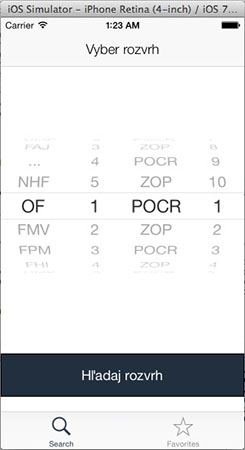 iOS Simulator - iPhone Retina (4-inch) / iOS 7...
Carrier 1:23 AM
Vyber rozvrh
FAJ 3 ZOP 8
... 4 POCR 9
NHF 5 ZOP 10
OF 1 POCR 1
FMV 2 ZOP 2
FPM 3 POCR 3
FHI 4 ZOP 4
Hľadaj rozvrh
Search Favorites